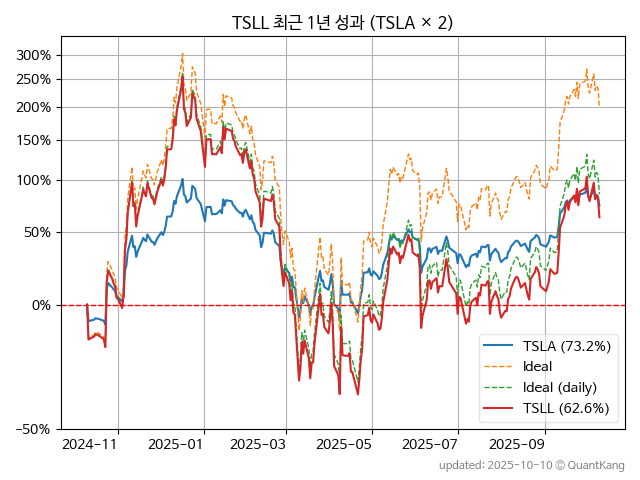 TSLL 최근 1년 성과 (TSLA × 2)
300%
250%
200%
150%
100%
50%
0%
−50%
2024−11
2025−01
2025−03
2025−05
2025−07
2025−09
TSLA (73.2%)
Ideal
Ideal (daily)
TSLL (62.6%)
updated: 2025-10-10 © QuantKang